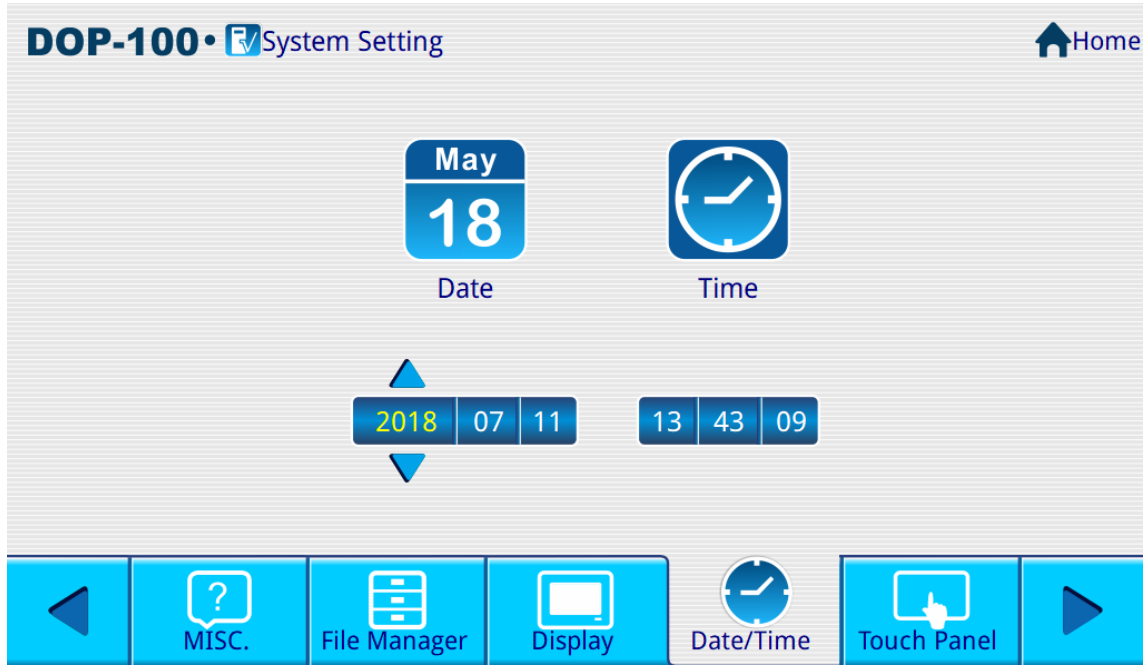 DOP-100 • System Setting
Home
May
18
Date
Time
2018 07 11
13 43 09
?
MISC.
File Manager
Display
Date/Time
Touch Panel